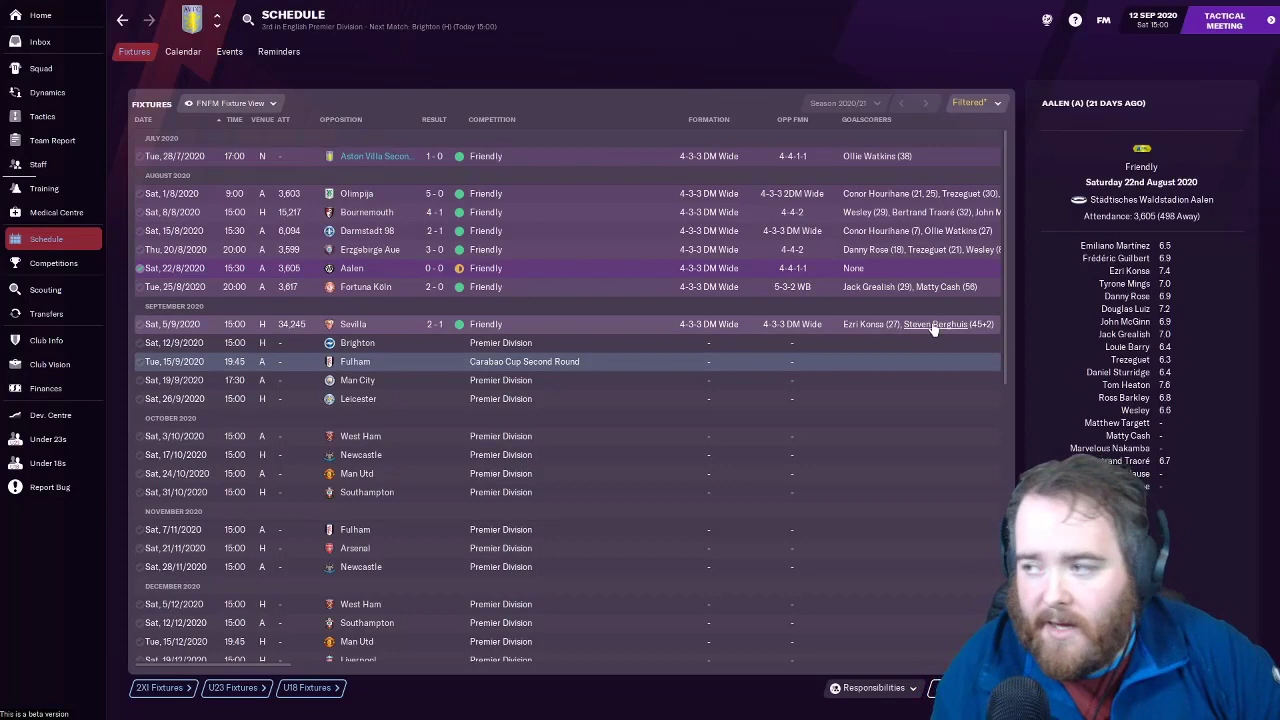 Home
Inbox
Squad
Dynamics
Tactics
Team Report
Staff
Training
Medical Centre
Schedule
Competitions
Scouting
Transfers
Club Info
Club Vision
Finances
Dev. Centre
Under 23s
Under 18s
Report Bug
This is a beta version
SCHEDULE
3rd in English Premier Division - Next Match: Brighton (H) (Today 15:00)
FM
12 SEP 2020
Sat 15:00
TACTICAL
MEETING
Fixtures Calendar Events Reminders
FIXTURES FNFM Fixture View Season 2020/21 Filtered*
DATE TIME VENUE ATT OPPOSITION RESULT COMPETITION FORMATION OPP FMN GOALSCORERS
JULY 2020
Tue, 28/7/2020 17:00 N - Aston Villa Secon... 1 - 0 Friendly 4-3-3 DM Wide 4-4-1-1 Ollie Watkins (38)
AUGUST 2020
Sat, 1/8/2020 9:00 A 3,603 Olimpija 5 - 0 Friendly 4-3-3 DM Wide 4-3-3 2DM Wide Conor Hourihane (21, 25), Trezeguet (30),
Sat, 8/8/2020 15:00 H 15,217 Bournemouth 4 - 1 Friendly 4-3-3 DM Wide 4-4-2 Wesley (29), Bertrand Traoré (32), John M
Sat, 15/8/2020 15:30 A 6,094 Darmstadt 98 2 - 1 Friendly 4-3-3 DM Wide 4-3-3 DM Wide Conor Hourihane (7), Ollie Watkins (27)
Thu, 20/8/2020 20:00 A 3,599 Erzgebirge Aue 3 - 0 Friendly 4-3-3 DM Wide 4-4-2 Danny Rose (18), Trezeguet (21), Wesley (8
Sat, 22/8/2020 15:30 A 3,605 Aalen 0 - 0 Friendly 4-3-3 DM Wide 4-4-1-1 None
Tue, 25/8/2020 20:00 A 3,617 Fortuna Köln 2 - 0 Friendly 4-3-3 DM Wide 5-3-2 WB Jack Grealish (29), Matty Cash (56)
SEPTEMBER 2020
Sat, 5/9/2020 15:00 H 34,245 Sevilla 2 - 1 Friendly 4-3-3 DM Wide 4-3-3 DM Wide Ezri Konsa (27), Steven Berghuis (45+2)
Sat, 12/9/2020 15:00 H - Brighton Premier Division - -
Tue, 15/9/2020 19:45 A - Fulham Carabao Cup Second Round - -
Sat, 19/9/2020 17:30 A - Man City Premier Division - -
Sat, 26/9/2020 15:00 H - Leicester Premier Division - -
OCTOBER 2020
Sat, 3/10/2020 15:00 A - West Ham Premier Division - -
Sat, 17/10/2020 15:00 H - Newcastle Premier Division - -
Sat, 24/10/2020 15:00 A - Man Utd Premier Division - -
Sat, 31/10/2020 15:00 H - Southampton Premier Division - -
NOVEMBER 2020
Sat, 7/11/2020 15:00 A - Fulham Premier Division - -
Sat, 21/11/2020 15:00 H - Arsenal Premier Division - -
Sat, 28/11/2020 15:00 A - Newcastle Premier Division - -
DECEMBER 2020
Sat, 5/12/2020 15:00 H - West Ham Premier Division - -
Sat, 12/12/2020 15:00 A - Southampton Premier Division - -
Tue, 15/12/2020 19:45 H - Man Utd Premier Division - -
Sat, 19/12/2020 15:00 H - Liverpool Premier Division - -
2XI Fixtures U23 Fixtures U18 Fixtures Responsibilities
AALEN (A) (21 DAYS AGO)
Friendly
Saturday 22nd August 2020
Städtisches Waldstadion Aalen
Attendance: 3,605 (498 Away)
Emiliano Martínez 6.5
Frédéric Guilbert 6.9
Ezri Konsa 7.4
Tyrone Mings 7.0
Danny Rose 6.9
Douglas Luiz 7.2
John McGinn 6.9
Jack Grealish 7.0
Louie Barry 6.4
Trezeguet 6.3
Daniel Sturridge 6.4
Tom Heaton 7.6
Ross Barkley 6.8
Wesley 6.6
Matthew Targett -
Matty Cash -
Marvelous Nakamba -
Traoré 6.7